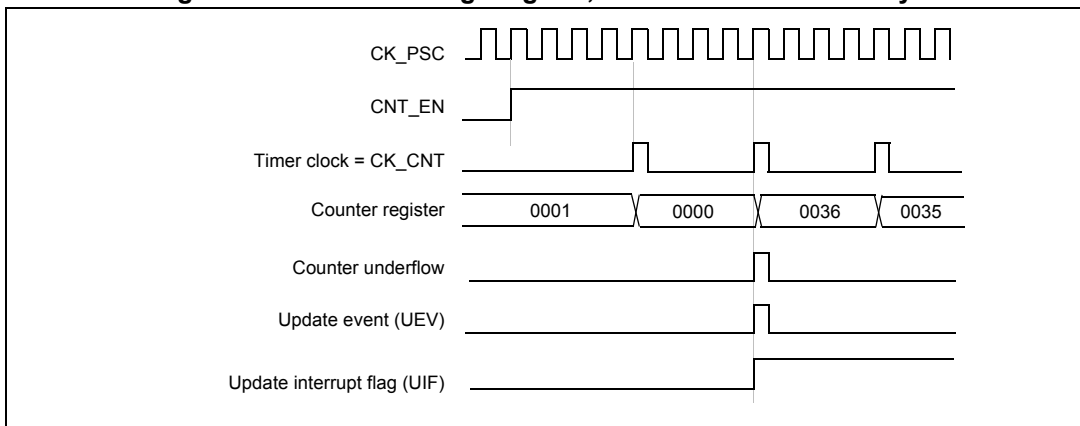 CK_PSC
CNT_EN
Timer clock = CK_CNT
Counter register 0001 0000 0036 0035
Counter underflow
Update event (UEV)
Update interrupt flag (UIF)